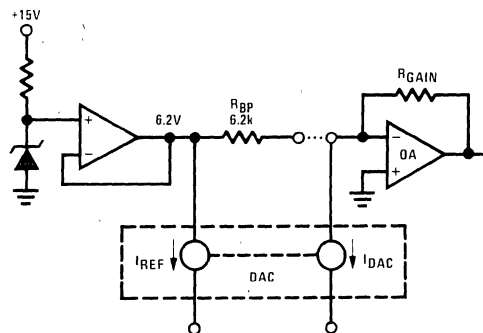 +15V
6.2V
RBP
6.2k
RGAIN
+
−
−
OA
+
IREF
DAC
IDAC